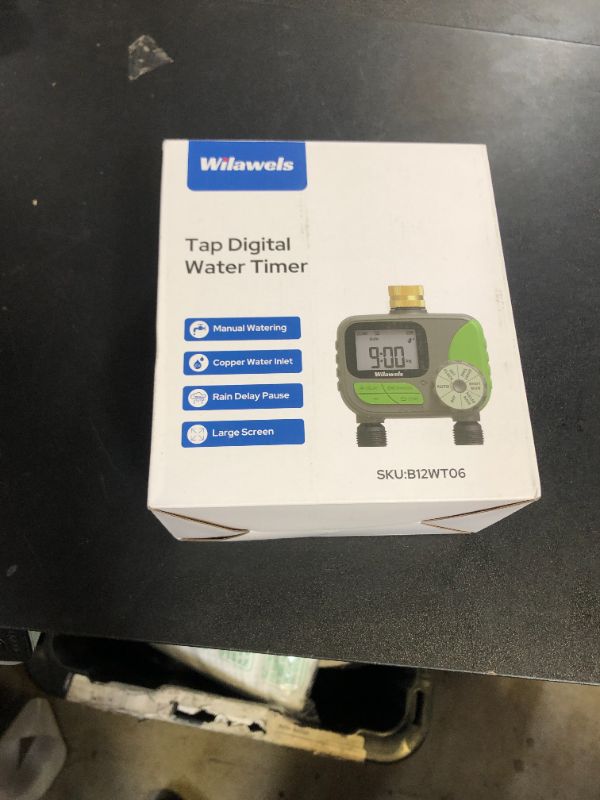 Wilawels
Tap Digital
Water Timer
Manual Watering
Copper Water Inlet
Rain Delay Pause
Large Screen
9:00
Wilawels
AUTO
SKU:B12WT06